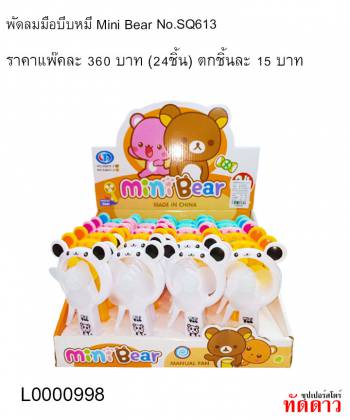 พัดลมมือบีบหมี Mini Bear No.SQ613
ราคาแพ๊คละ 360 บาท (24ชิ้น) ตกชิ้นละ 15 บาท
mini Bear
MADE IN CHINA
mini Bear
MANUAL FAN
L0000998
ซุปเปอร์สโตร์
ทัดดาว